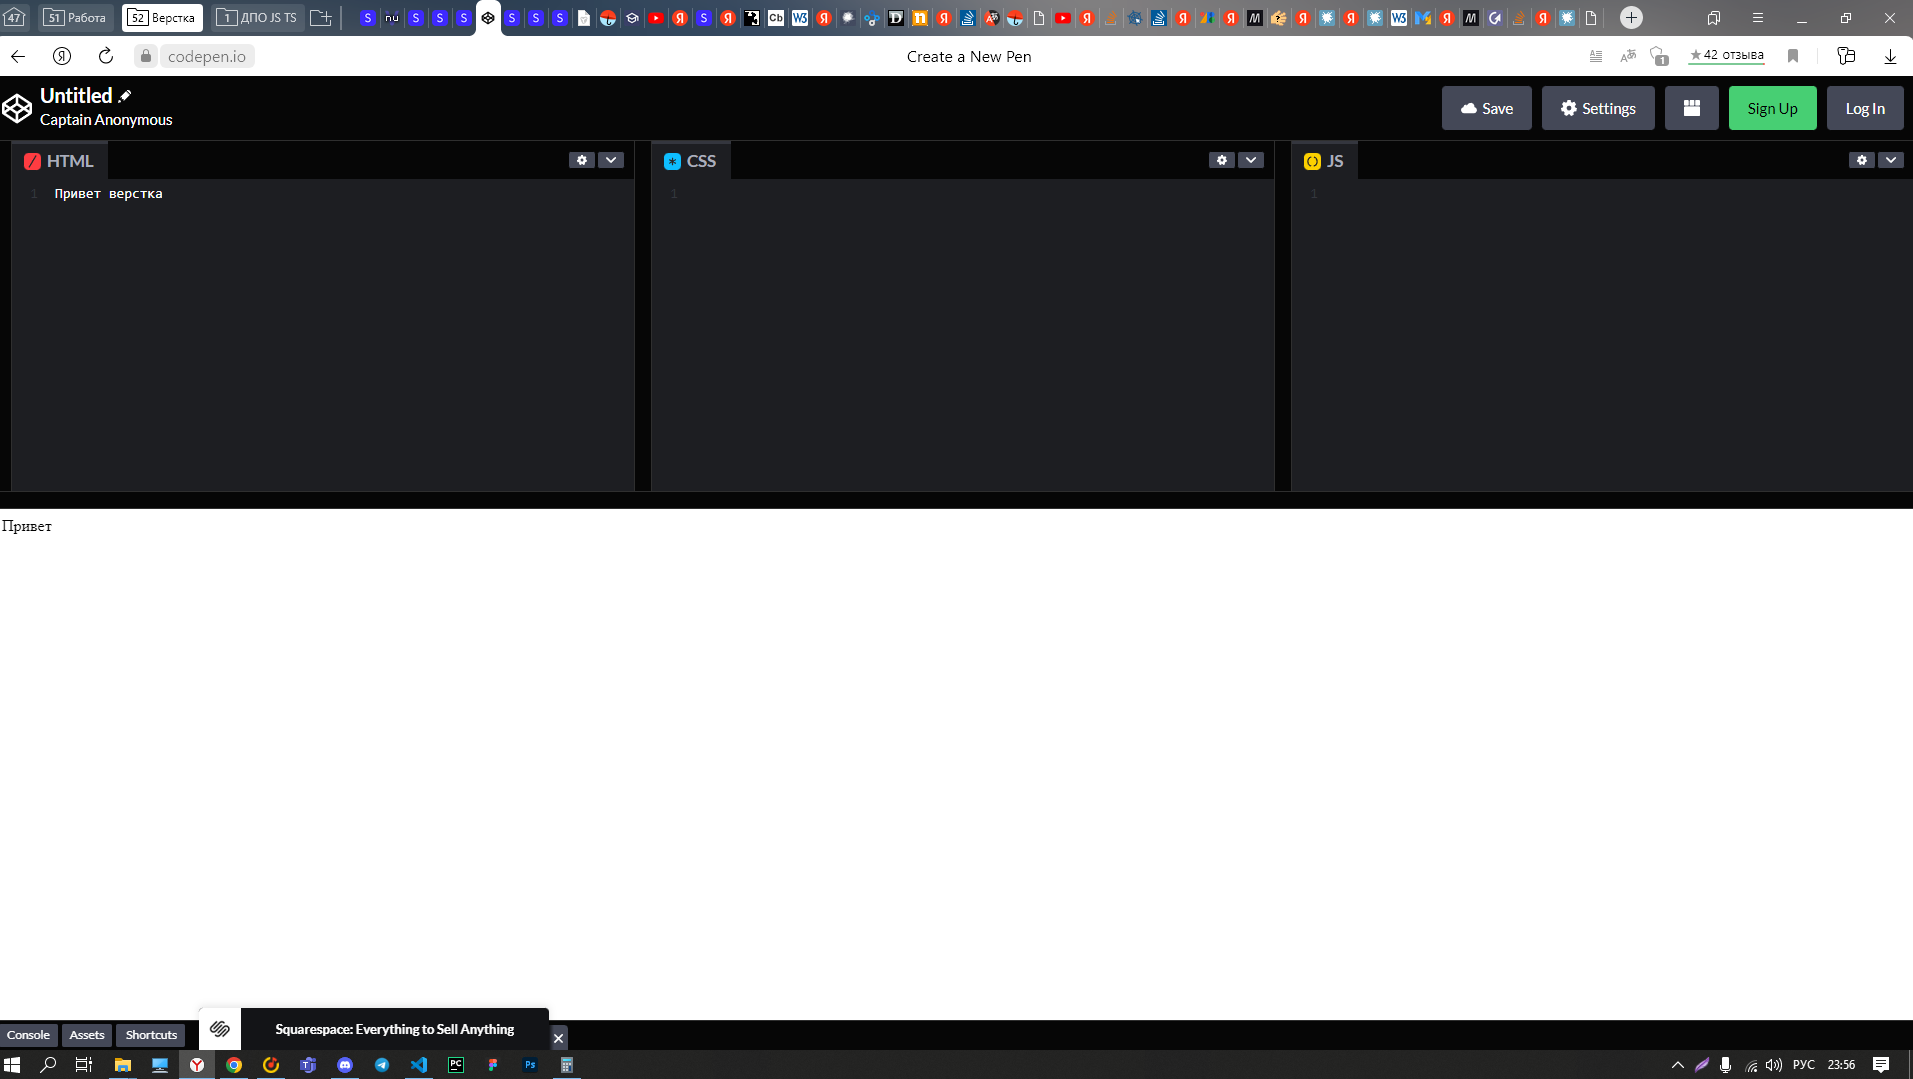 47
51 Работа
52 Верстка
1 ДПО JS TS
codepen.io
Create a New Pen
1
★42 отзыва
Untitled
Captain Anonymous
Save
Settings
Sign Up
Log In
HTML
CSS
JS
1 Привет верстка
1
1
Привет
Console
Assets
Shortcuts
Squarespace: Everything to Sell Anything
РУС
23:56